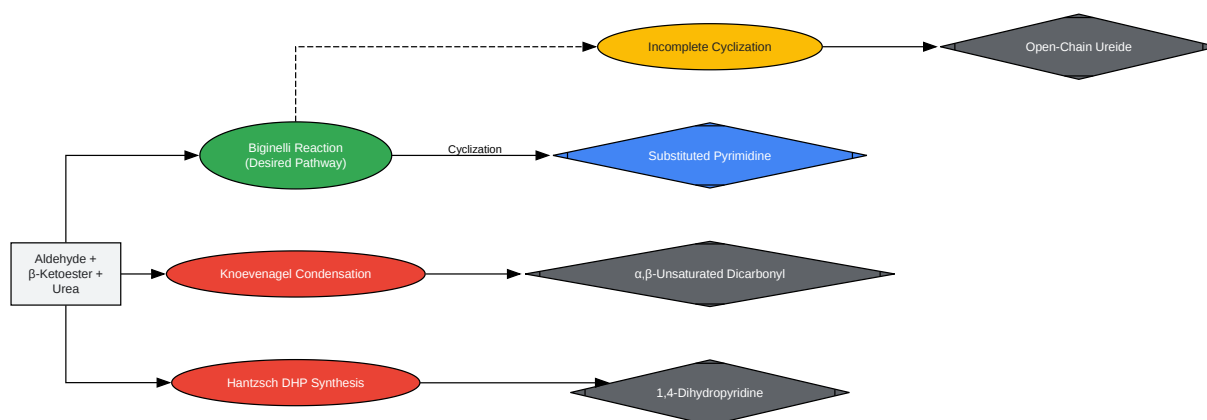 Incomplete Cyclization
Open-Chain Ureide
Biginelli Reaction
(Desired Pathway)
Cyclization
Substituted Pyrimidine
Aldehyde +
β-Ketoester +
Urea
Knoevenagel Condensation
α,β-Unsaturated Dicarbonyl
Hantzsch DHP Synthesis
1,4-Dihydropyridine